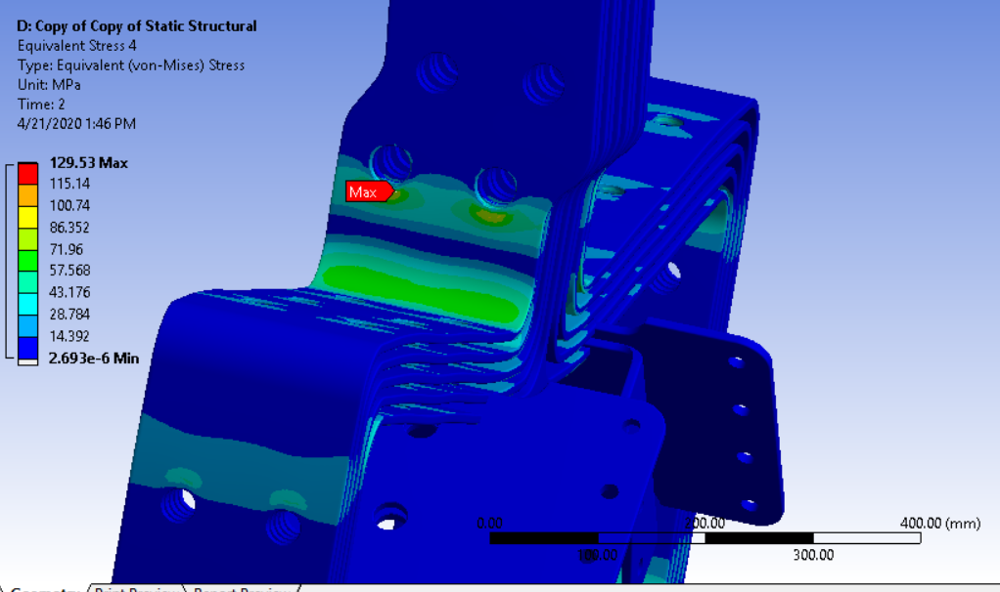 D: Copy of Copy of Static Structural
Equivalent Stress 4
Type: Equivalent (von-Mises) Stress
Unit: MPa
Time: 2
4/21/2020 1:46 PM
129.53 Max
115.14
100.74
86.352
71.96
57.568
43.176
28.784
14.392
2.693e-6 Min
Max
0.00 200.00 400.00 (mm)
100.00 300.00
Geometry Print Preview Report Preview